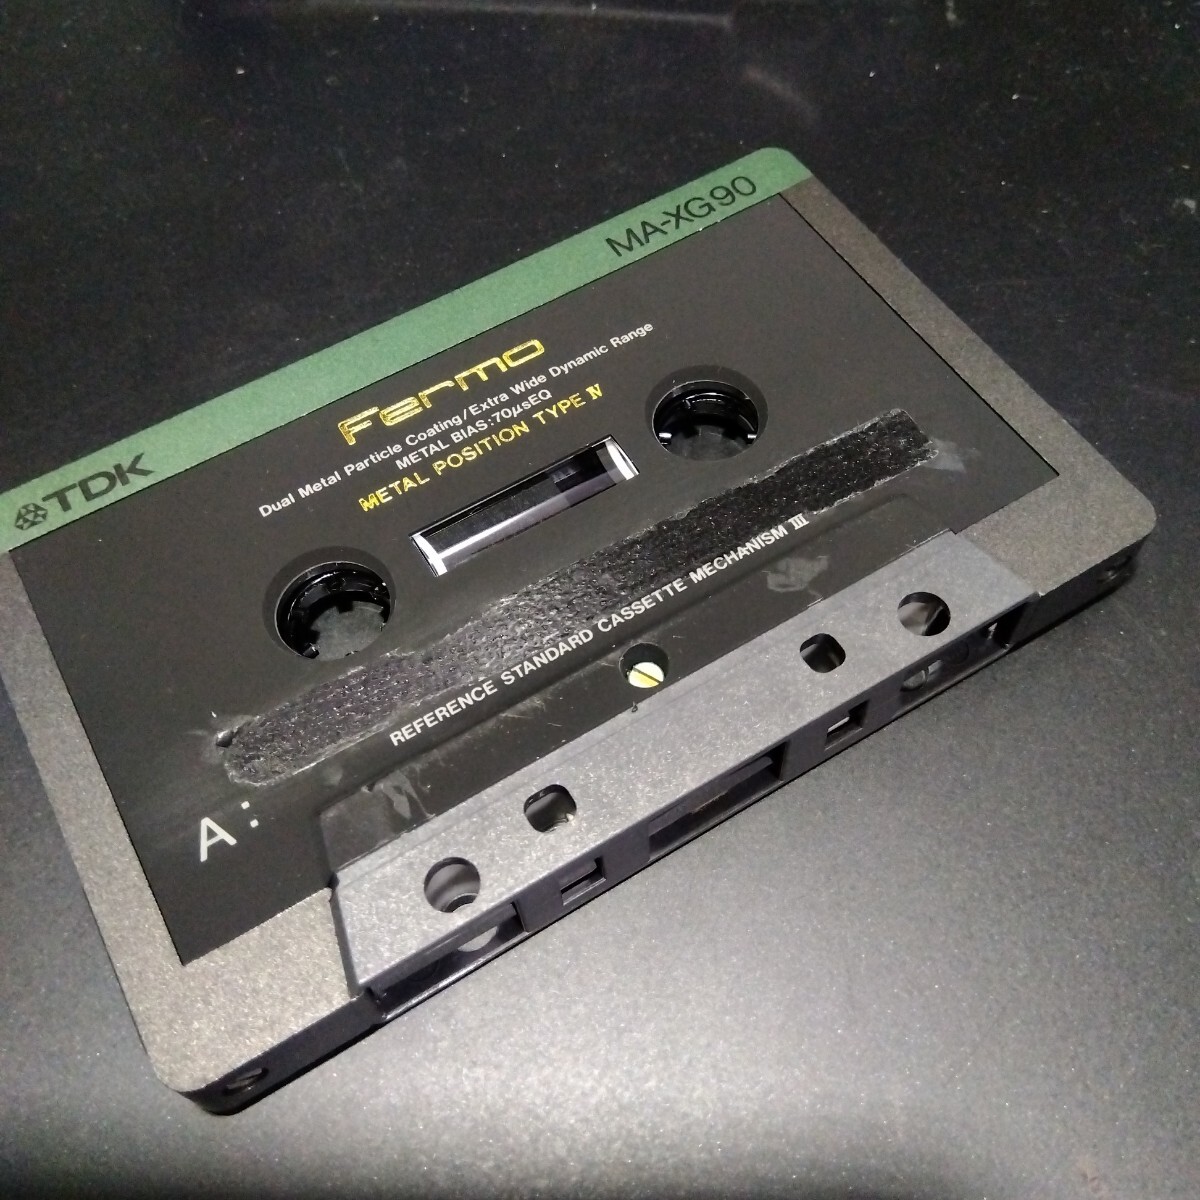 TDK MA-XG90
Fermo
Dual Metal Particle Coating/Extra Wide Dynamic Range
METAL BIAS:70μsEQ
METAL POSITION TYPE IV
REFERENCE STANDARD CASSETTE MECHANISM III
A: